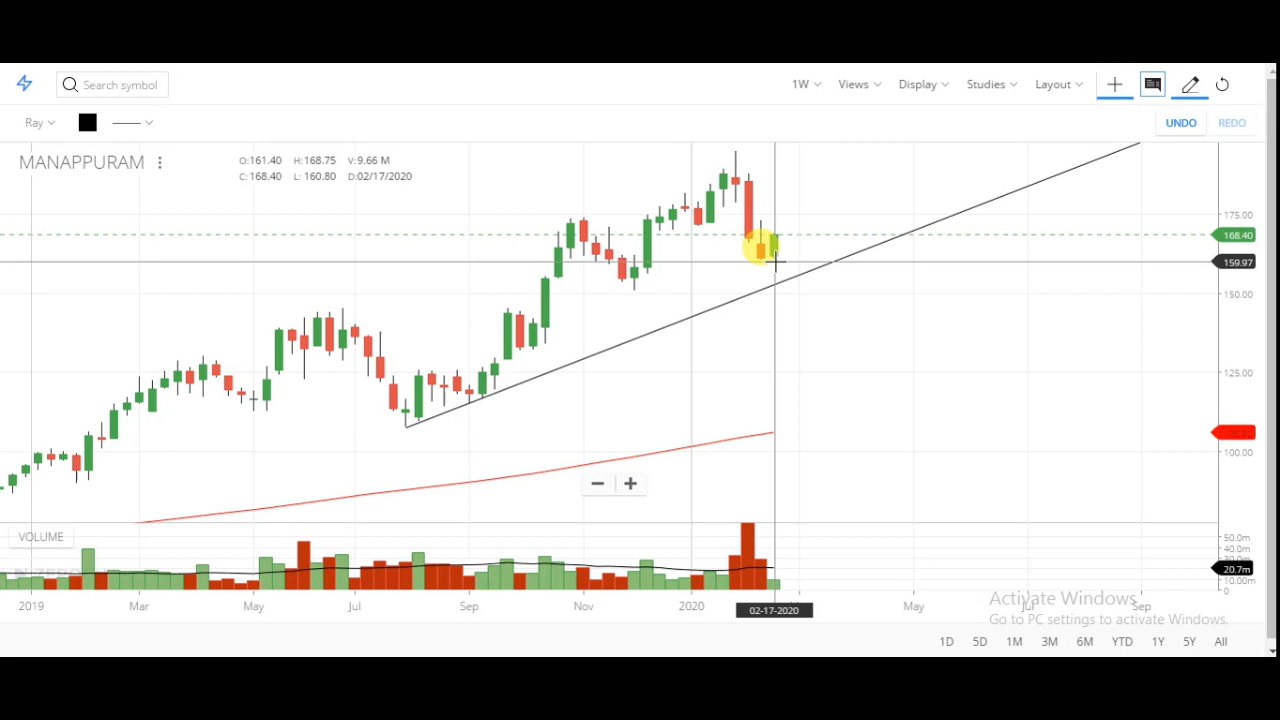 Search symbol
1W Views Display Studies Layout
Ray
UNDO REDO
MANAPPURAM
O:161.40 H:168.75 V:9.66 M
C:168.40 L: 160.80 D:02/17/2020
175.00
168.40
159.97
150.00
125.00
100.00
VOLUME
50.0m
40.0m
20.7m
10.00m
0
2019 Mar May Jul Sep Nov 2020 May Jul Sep
02-17-2020
Activate Windows
Go to PC settings to activate Windows.
1D 5D 1M 3M 6M YTD 1Y 5Y All